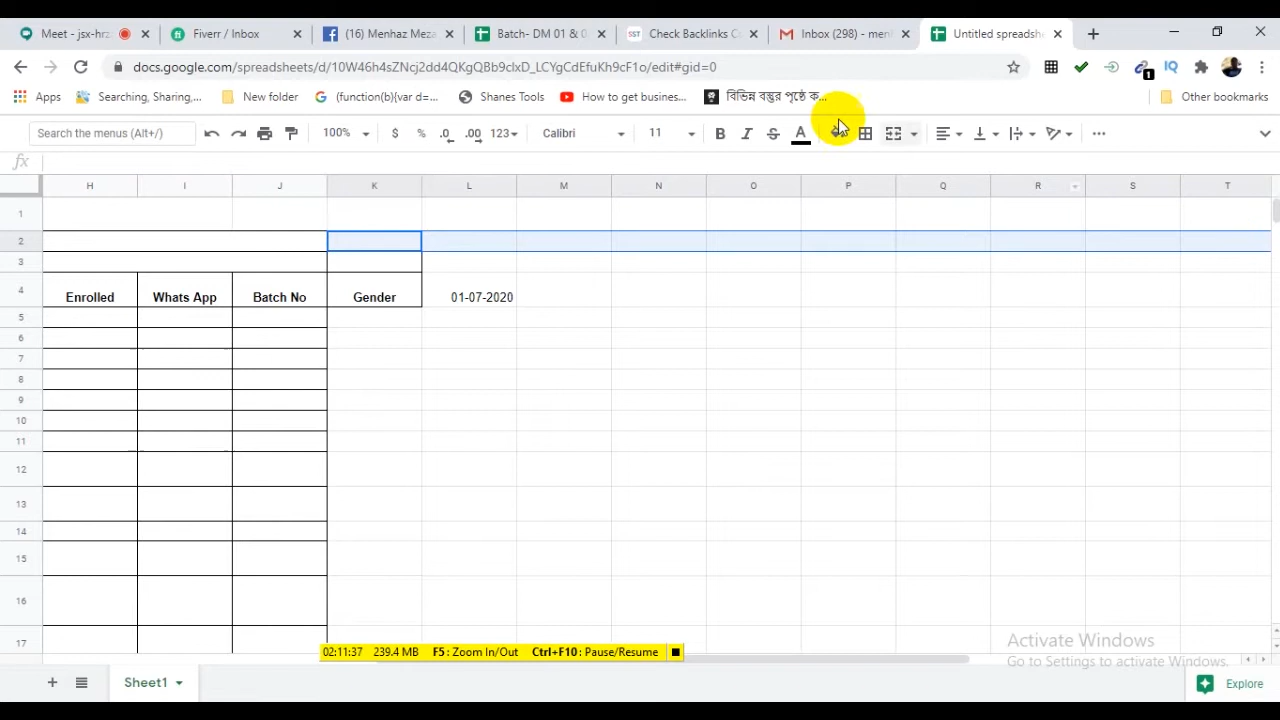 Meet - jsx-hrz
Fiverr / Inbox
(16) Menhaz Meza
Batch- DM 01 & 0
Check Backlinks C
Inbox (298) - menh
Untitled spreadshe
docs.google.com/spreadsheets/d/10W46h4sZNcj2dd4QKgQBb9clxD_LCYgCdEfuKh9cF1o/edit#gid=0
Apps
Searching, Sharing,...
New folder
(function(b){var d=...
Shanes Tools
How to get busines...
বিভিন্ন বস্তুর পৃষ্ঠে ক...
Other bookmarks
Search the menus (Alt+/)
100%
$
%
.0
.00
123
Calibri
11
B
I
S
A
fx
H I J K L M N O P Q R S T
1
2
3
4 Enrolled Whats App Batch No Gender 01-07-2020
5
6
7
8
9
10
11
12
13
14
15
16
17
02:11:37 239.4 MB F5: Zoom In/Out Ctrl+F10: Pause/Resume
Activate Windows
Go to Settings to activate Windows.
Sheet1
Explore